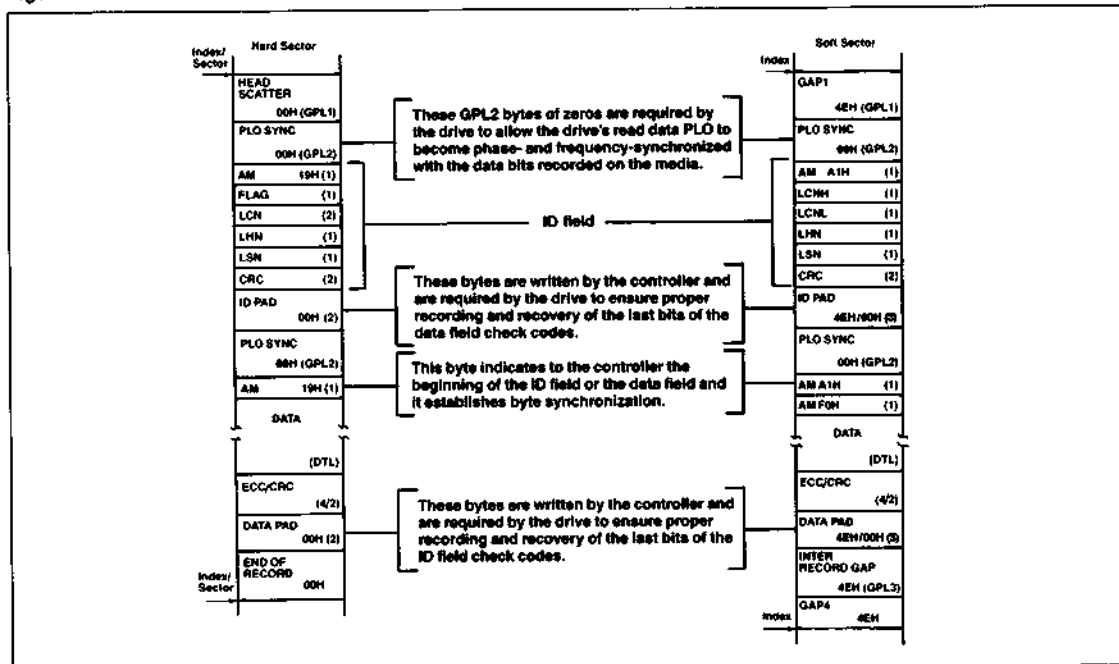 Hard Sector
Index/
Sector
HEAD
SCATTER
00H (GPL1)
PLO SYNC
00H (GPL2)
AM 19H (1)
FLAG (1)
LCN (2)
LHN (1)
LSN (1)
CRC (2)
ID PAD
00H (2)
PLO SYNC
00H (GPL2)
AM 19H (1)
DATA
(DTL)
ECC/CRC
(4/2)
DATA PAD
00H (2)
END OF
RECORD
00H
Index/
Sector
These GPL2 bytes of zeros are required by
the drive to allow the drive's read data PLO to
become phase- and frequency-synchronized
with the data bits recorded on the media.
ID field
These bytes are written by the controller and
are required by the drive to ensure proper
recording and recovery of the last bits of the
data field check codes.
This byte indicates to the controller the
beginning of the ID field or the data field and
it establishes byte synchronization.
These bytes are written by the controller and
are required by the drive to ensure proper
recording and recovery of the last bits of the
ID field check codes.
Soft Sector
Index
GAP1
4EH (GPL1)
PLO SYNC
00H (GPL2)
AM A1H (1)
LCNH (1)
LCNL (1)
LHN (1)
LSN (1)
CRC (2)
ID PAD
4EH/00H (3)
PLO SYNC
00H (GPL2)
AM A1H (1)
AM F8H (1)
DATA
(DTL)
ECC/CRC
(4/2)
DATA PAD
4EH/00H (3)
INTER
RECORD GAP
4EH (GPL3)
GAP4
4EH
Index